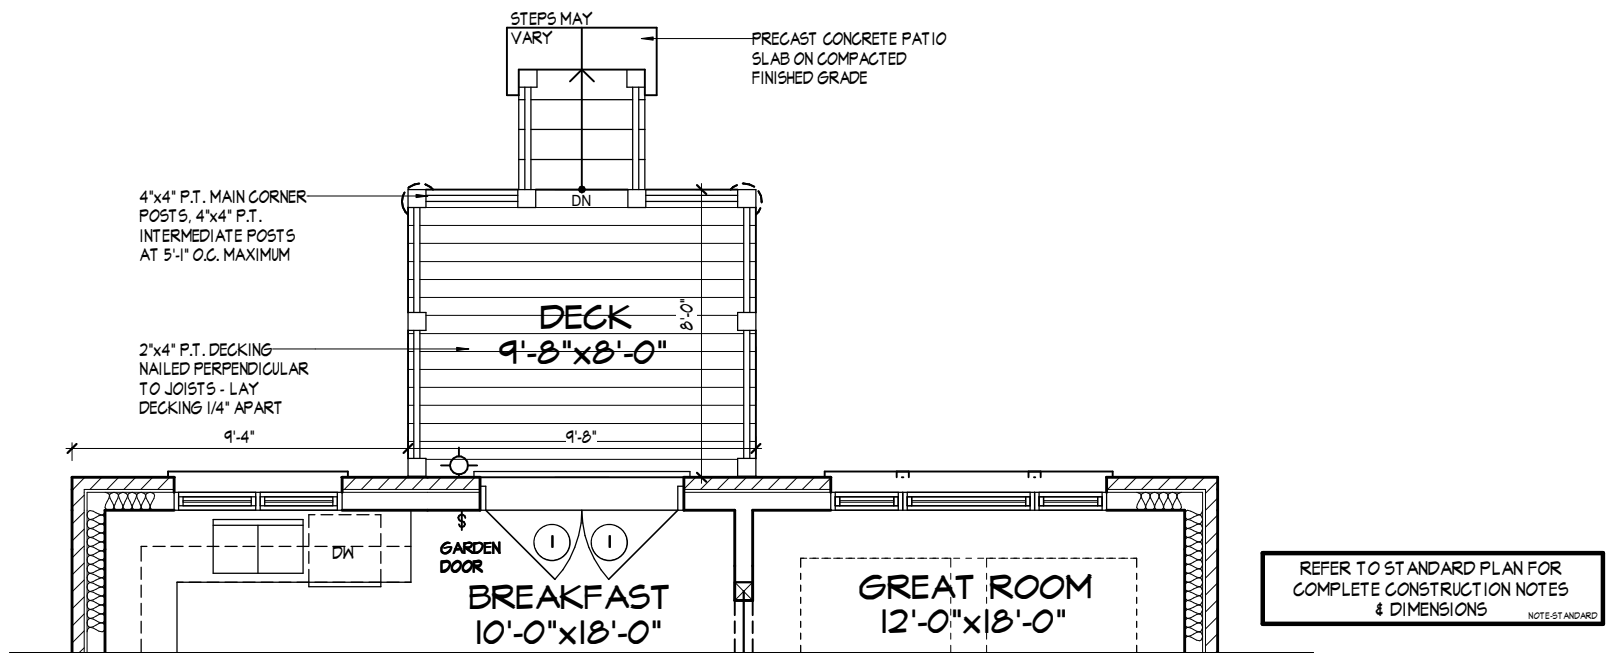 STEPS MAY
VARY
PRECAST CONCRETE PATIO
SLAB ON COMPACTED
FINISHED GRADE
4"x4" P.T. MAIN CORNER
POSTS, 4"x4" P.T.
INTERMEDIATE POSTS
AT 5'-1" O.C. MAXIMUM
DN
DECK
9'-8"x8'-0"
8'-0"
2"x4" P.T. DECKING
NAILED PERPENDICULAR
TO JOISTS - LAY
DECKING 1/4" APART
9'-4"
9'-8"
$
GARDEN
DOOR
DW
1
1
BREAKFAST
10'-0"x18'-0"
GREAT ROOM
12'-0"x18'-0"
REFER TO STANDARD PLAN FOR
COMPLETE CONSTRUCTION NOTES
& DIMENSIONS
NOTE-STANDARD